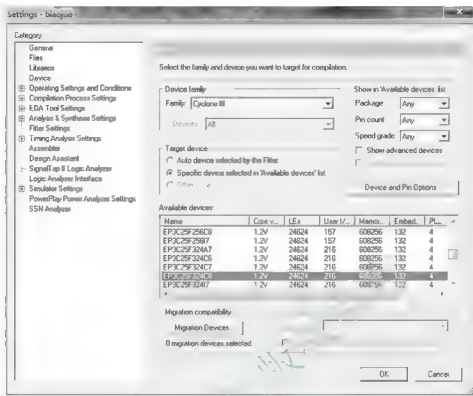 Settings - biaojue
Category
General
Files
Libraries
Device
Operating Settings and Conditions
Compilation Process Settings
EDA Tool Settings
Analysis & Synthesis Settings
Fitter Settings
Timing Analysis Settings
Assembler
Design Assistant
SignalTap II Logic Analyzer
Logic Analyzer Interface
Simulator Settings
PowerPlay Power Analyzer Settings
SSN Analyzer
Select the family and device you want to target for compilation.
Device family
Family: Cyclone III
Devices: All
Show in 'Available devices' list
Package Any
Pin count Any
Speed grade Any
Show advanced devices
Target device
Auto device selected by the Fitter
Specific device selected in 'Available devices' list
Device and Pin Options
Available devices:
Name Core v... LEs User I/... Memor... Embed. PLL
EP3C25F256C8 1.2V 24624 157 608256 132 4
EP3C25F256I7 1.2V 24624 157 608256 132 4
EP3C25F324A7 1.2V 24624 216 608256 132 4
EP3C25F324C6 1.2V 24624 216 608256 132 4
EP3C25F324C7 1.2V 24624 216 608256 132 4
EP3C25F324C8 1.2V 24624 216 608256 132 4
EP3C25F324I7 1.2V 24624 216 608256 132 4
Migration compatibility
Migration Devices
0 migration devices selected
OK
Cancel